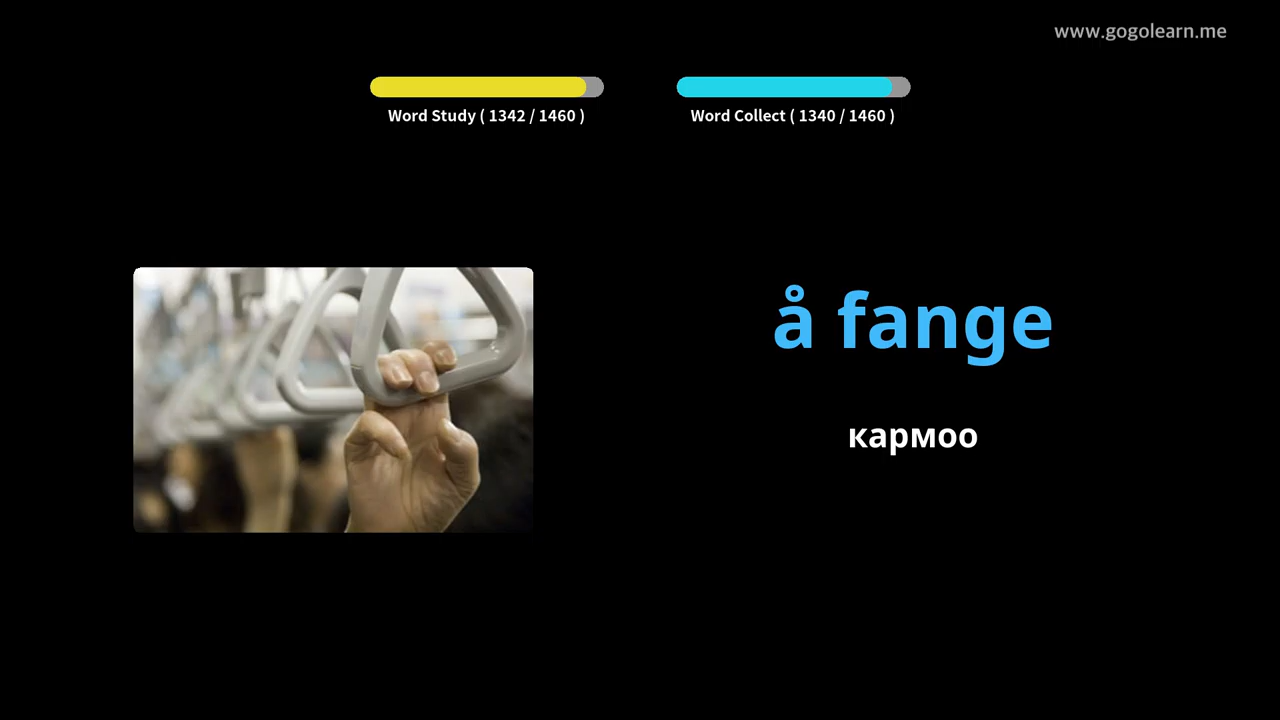 www.gogolearn.me
Word Study ( 1342 / 1460 )
Word Collect ( 1340 / 1460 )
å fange
кармоо